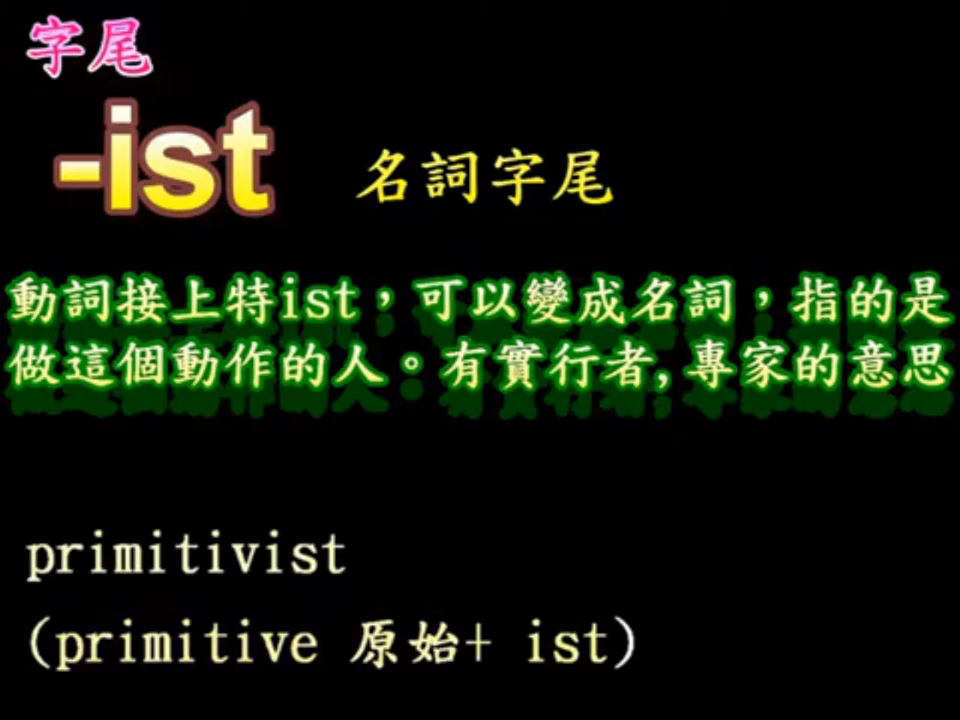 字尾
-ist 名詞字尾
動詞接上特ist，可以變成名詞，指的是
做這個動作的人。有實行者,專家的意思
primitivist
(primitive 原始+ ist)